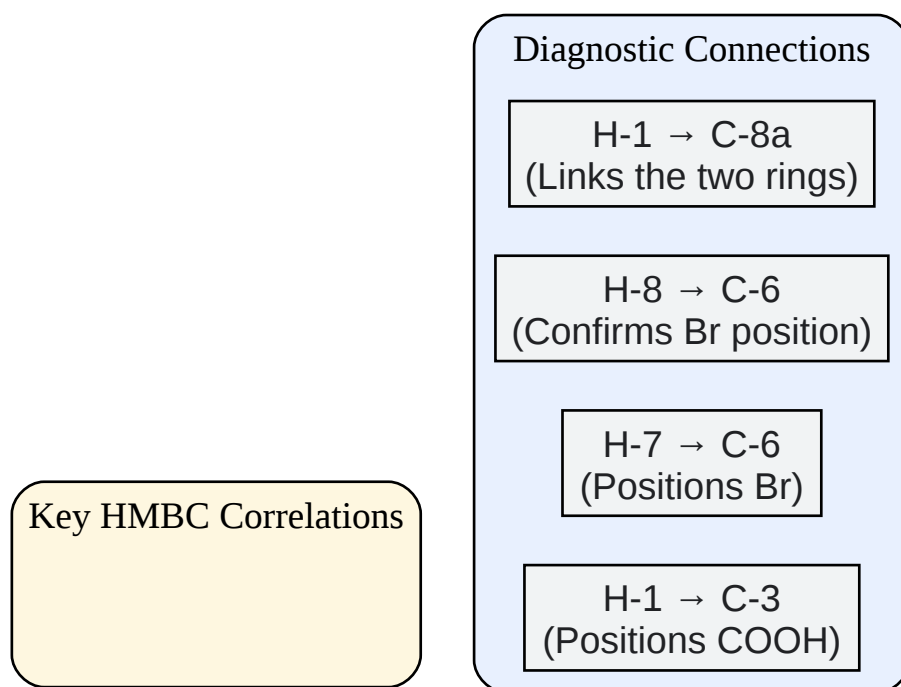 Diagnostic Connections
H-1 → C-8a
(Links the two rings)
H-8 → C-6
(Confirms Br position)
H-7 → C-6
(Positions Br)
H-1 → C-3
(Positions COOH)
Key HMBC Correlations